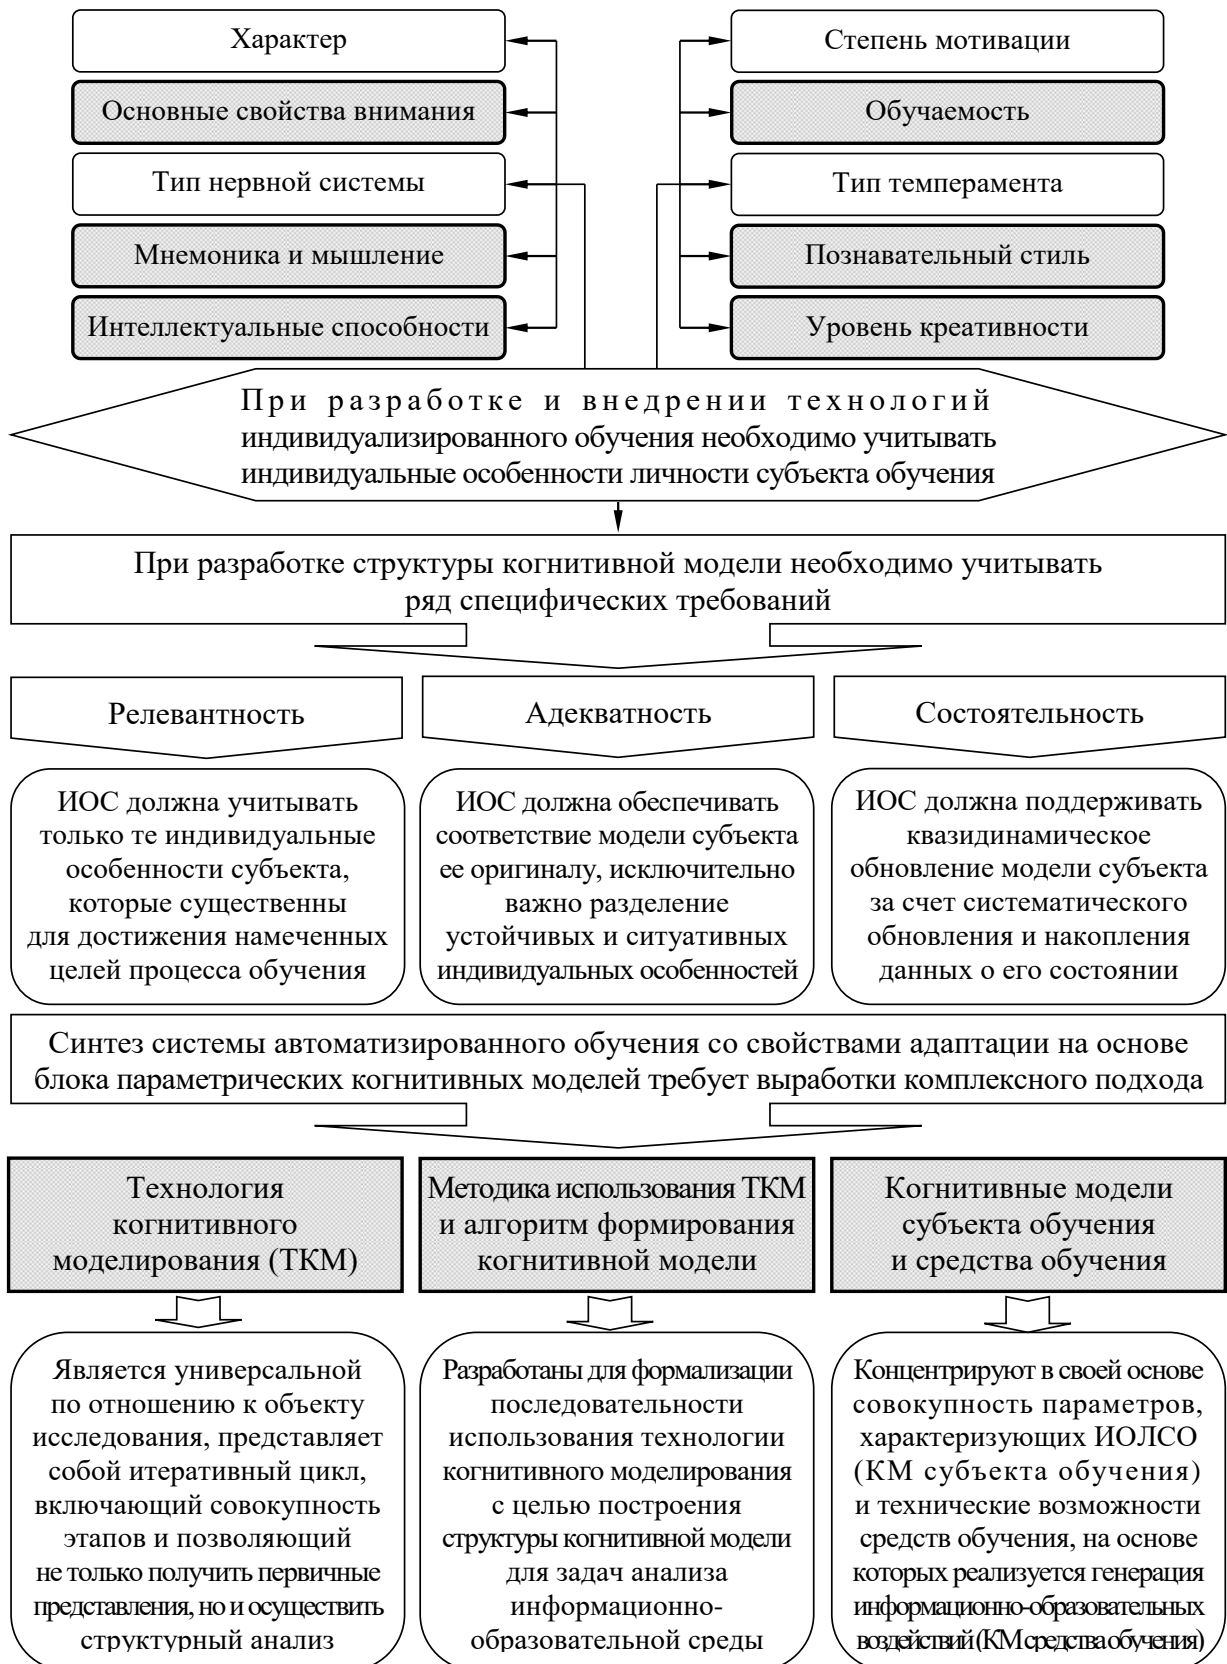 Характер
Степень мотивации
Основные свойства внимания
Обучаемость
Тип нервной системы
Тип темперамента
Мнемоника и мышление
Познавательный стиль
Интеллектуальные способности
Уровень креативности
При разработке и внедрении технологий
индивидуализированного обучения необходимо учитывать
индивидуальные особенности личности субъекта обучения
При разработке структуры когнитивной модели необходимо учитывать
ряд специфических требований
Релевантность
Адекватность
Состоятельность
ИОС должна учитывать
только те индивидуальные
особенности субъекта,
которые существенны
для достижения намеченных
целей процесса обучения
ИОС должна обеспечивать
соответствие модели субъекта
ее оригиналу, исключительно
важно разделение
устойчивых и ситуативных
индивидуальных особенностей
ИОС должна поддерживать
квазидинамическое
обновление модели субъекта
за счет систематического
обновления и накопления
данных о его состоянии
Синтез системы автоматизированного обучения со свойствами адаптации на основе
блока параметрических когнитивных моделей требует выработки комплексного подхода
Технология
когнитивного
моделирования (ТКМ)
Методика использования ТКМ
и алгоритм формирования
когнитивной модели
Когнитивные модели
субъекта обучения
и средства обучения
Является универсальной
по отношению к объекту
исследования, представляет
собой итеративный цикл,
включающий совокупность
этапов и позволяющий
не только получить первичные
представления, но и осуществить
структурный анализ
Разработаны для формализации
последовательности
использования технологии
когнитивного моделирования
с целью построения
структуры когнитивной модели
для задач анализа
информационно-
образовательной среды
Концентрируют в своей основе
совокупность параметров,
характеризующих ИОЛСО
(КМ субъекта обучения)
и технические возможности
средств обучения, на основе
которых реализуется генерация
информационно-образовательных
воздействий (КМ средства обучения)